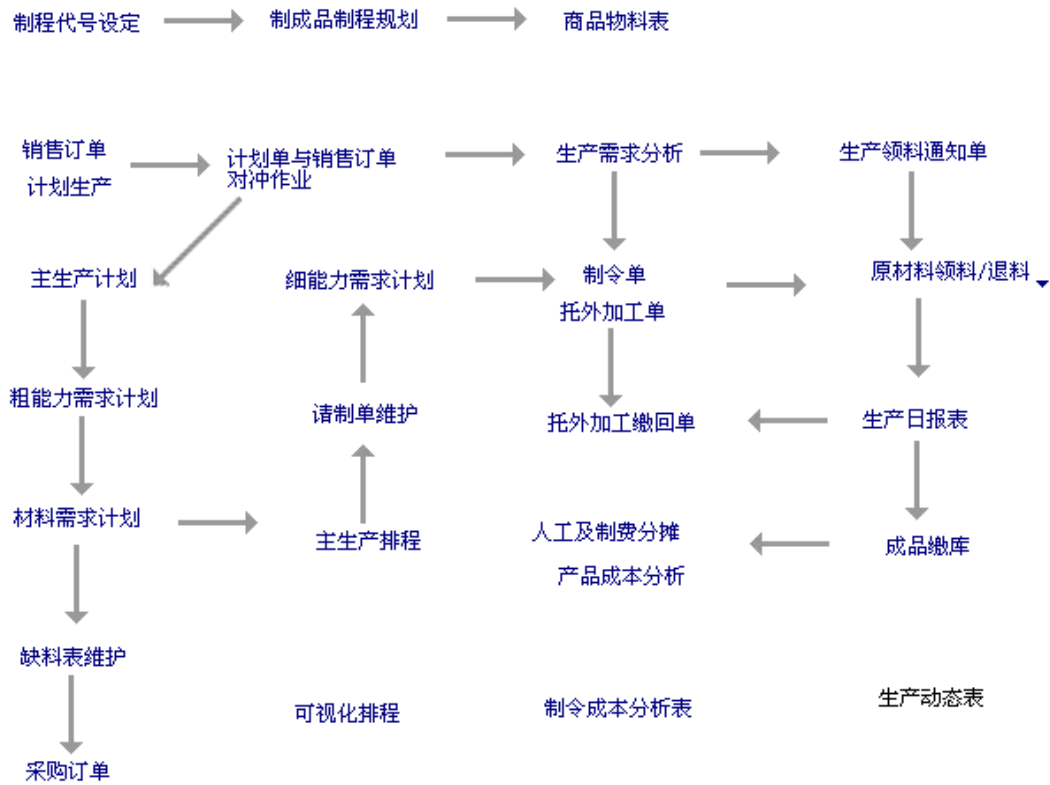 制程代号设定
制成品制程规划
商品物料表
销售订单
计划生产
计划单与销售订单
对冲作业
生产需求分析
生产领料通知单
主生产计划
细能力需求计划
制令单
托外加工单
原材料领料/退料
粗能力需求计划
请制单维护
托外加工缴回单
生产日报表
材料需求计划
主生产排程
人工及制费分摊
产品成本分析
成品缴库
缺料表维护
可视化排程
制令成本分析表
生产动态表
采购订单